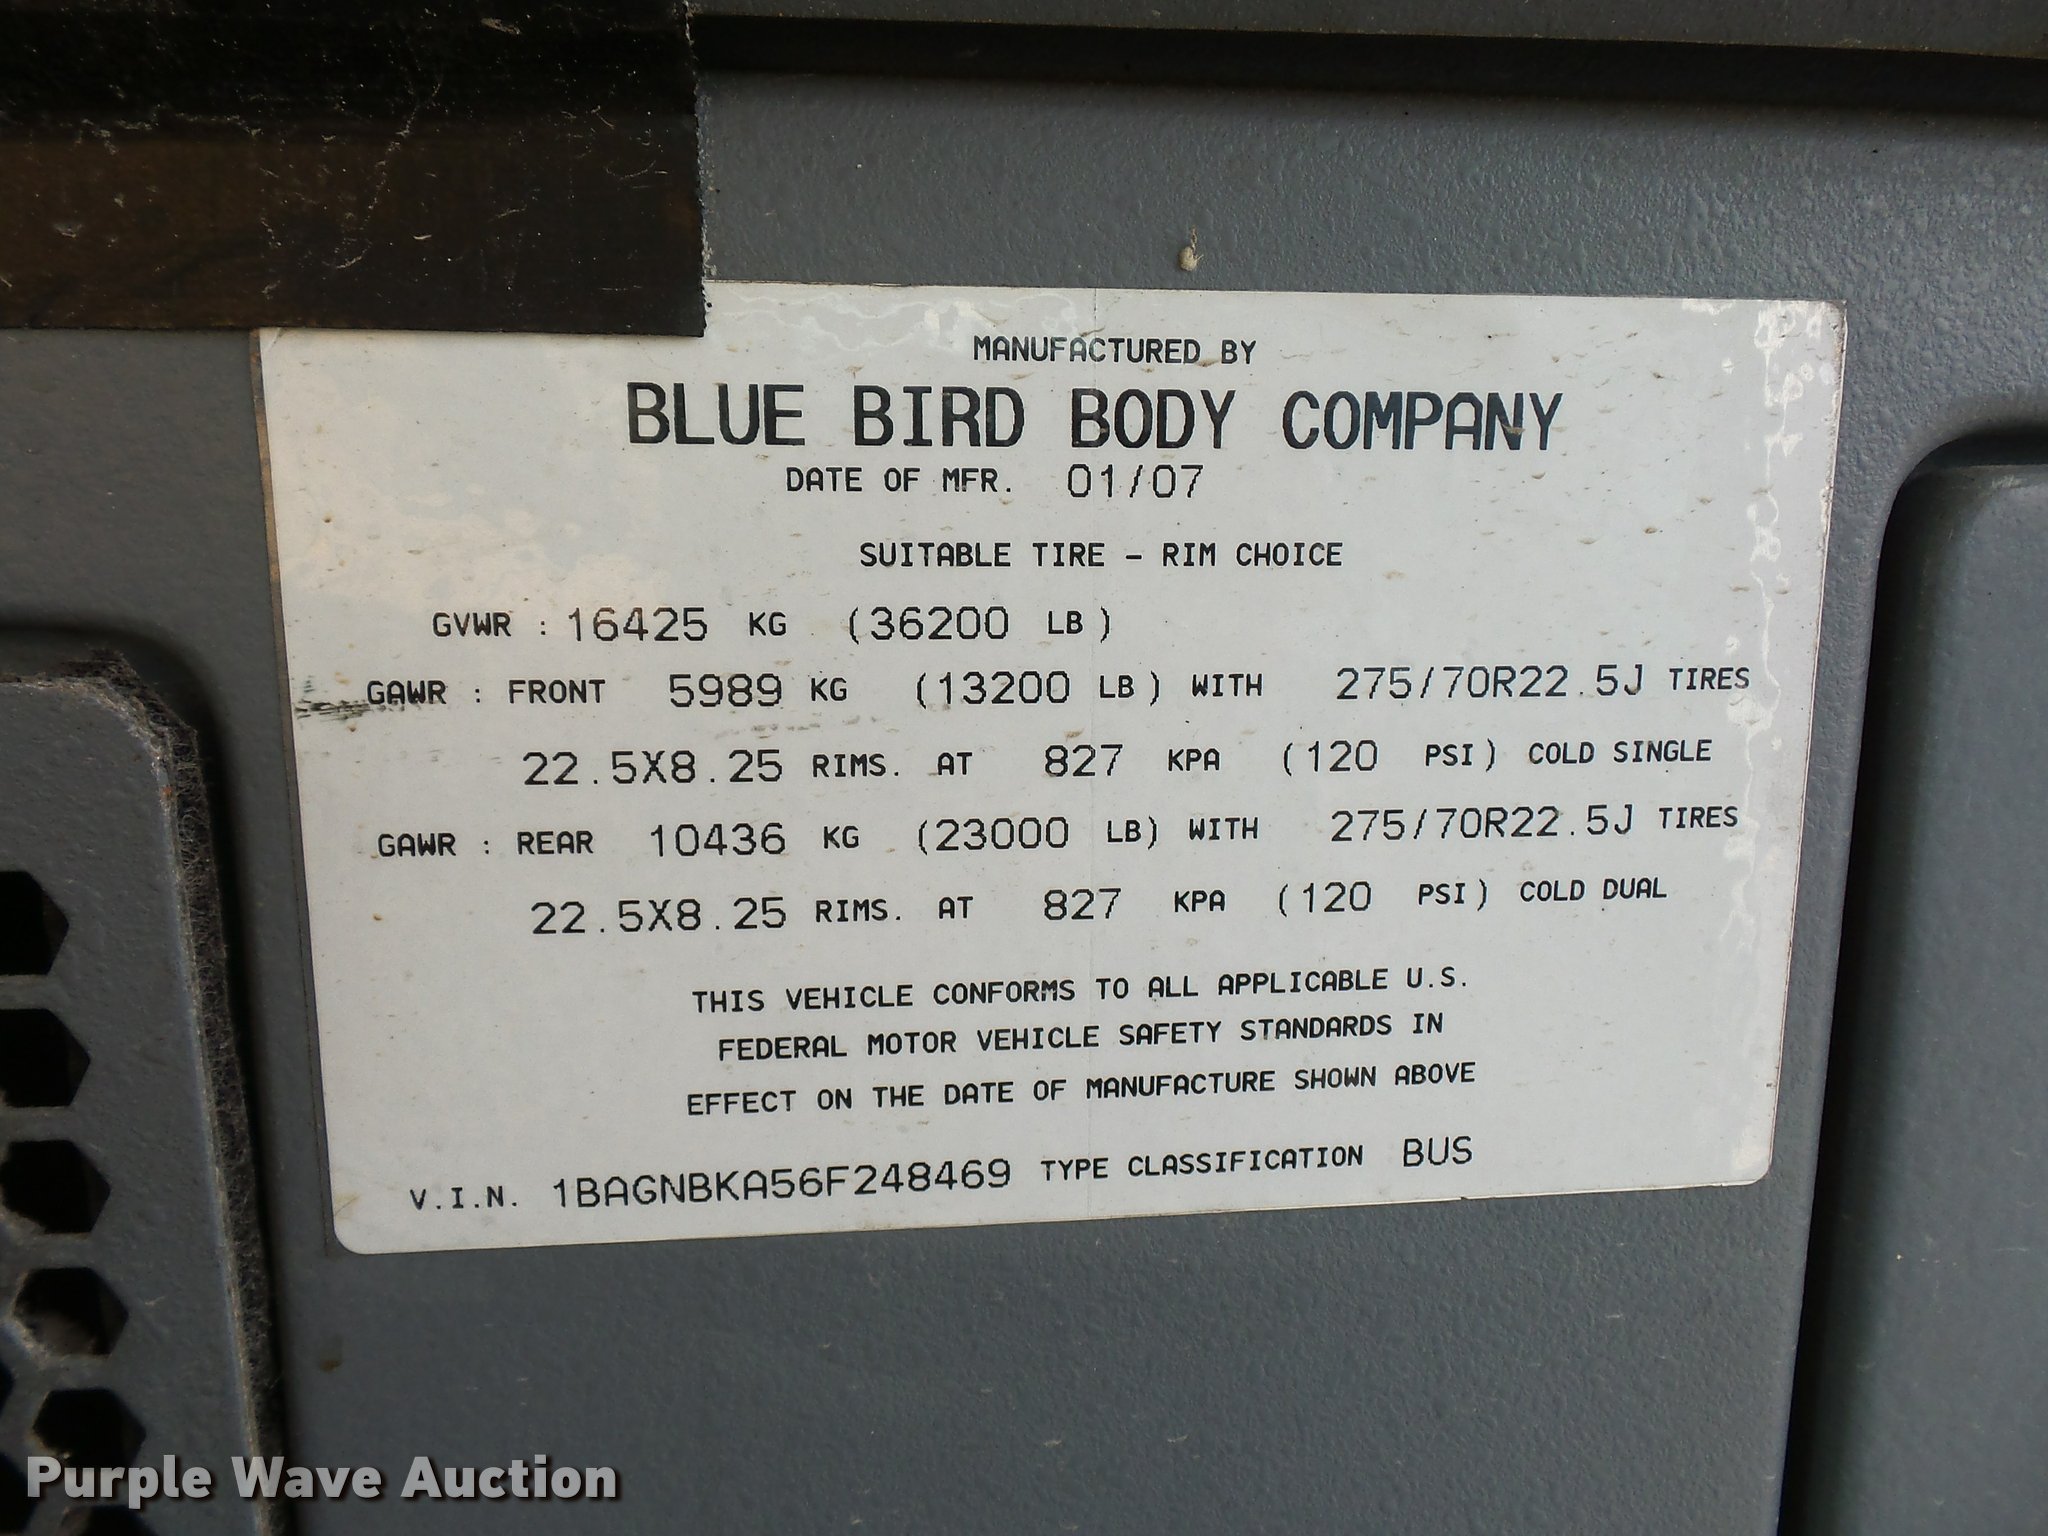 MANUFACTURED BY
BLUE BIRD BODY COMPANY
DATE OF MFR. 01/07
SUITABLE TIRE - RIM CHOICE
GVWR : 16425 KG (36200 LB)
GAWR : FRONT 5989 KG (13200 LB) WITH 275/70R22.5J TIRES
22.5X8.25 RIMS. AT 827 KPA (120 PSI) COLD SINGLE
GAWR : REAR 10436 KG (23000 LB) WITH 275/70R22.5J TIRES
22.5X8.25 RIMS. AT 827 KPA (120 PSI) COLD DUAL
THIS VEHICLE CONFORMS TO ALL APPLICABLE U.S.
FEDERAL MOTOR VEHICLE SAFETY STANDARDS IN
EFFECT ON THE DATE OF MANUFACTURE SHOWN ABOVE
V.I.N. 1BAGNBKA56F248469 TYPE CLASSIFICATION BUS
Purple Wave Auction